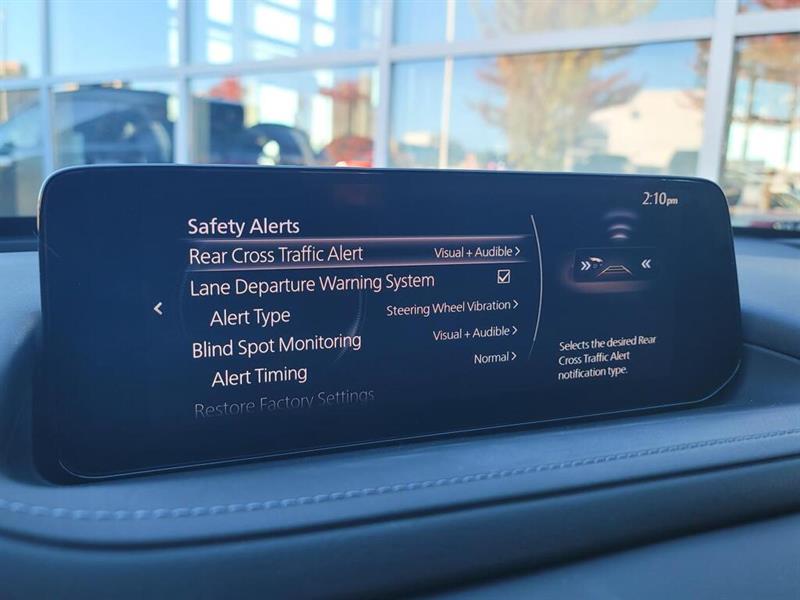 2:10pm
Safety Alerts
Rear Cross Traffic Alert Visual + Audible >
Lane Departure Warning System
Alert Type Steering Wheel Vibration >
Blind Spot Monitoring Visual + Audible >
Alert Timing Normal >
Restore Factory Settings
Selects the desired Rear
Cross Traffic Alert
notification type.